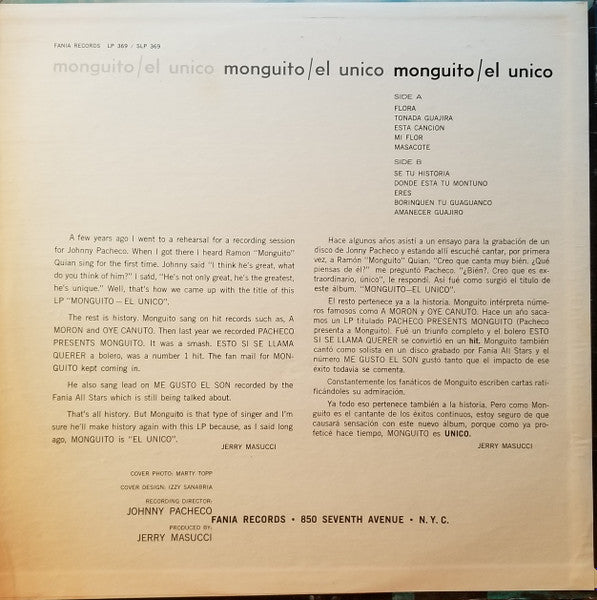 FANIA RECORDS LP 369 / SLP 369
monguito/el unico monguito/el unico monguito/el unico
SIDE A
FLORA
TONADA GUAJIRA
ESTA CANCION
MI FLOR
MASACOTE
SIDE B
SE TU HISTORIA
DONDE ESTA TU MONTUNO
ERES
BORINQUEN TU GUAGUANCO
AMANECER GUAJIRO
A few years ago I went to a rehearsal for a recording session
for Johnny Pacheco. When I got there I heard Ramon "Monguito"
Quian sing for the first time. Johnny said "I think he's great, what
do you think of him?" I said, "He's not only great, he's the greatest,
he's unique." Well, that's how we came up with the title of this
LP "MONGUITO — EL UNICO".
The rest is history. Monguito sang on hit records such as, A
MORON and OYE CANUTO. Then last year we recorded PACHECO
PRESENTS MONGUITO. It was a smash. ESTO SI SE LLAMA
QUERER a bolero, was a number 1 hit. The fan mail for MON-
GUITO kept coming in.
He also sang lead on ME GUSTO EL SON recorded by the
Fania All Stars which is still being talked about.
That's all history. But Monguito is that type of singer and I'm
sure he'll make history again with this LP because, as I said long
ago, MONGUITO is "EL UNICO".
JERRY MASUCCI
Hace algunos años asistí a un ensayo para la grabación de un
disco de Jonny Pacheco y estando allí escuché cantar, por primera
vez, a Ramón "Monguito" Quian. "Creo que canta muy bién. ¿Qué
piensas de él?" me preguntó Pacheco. "¿Bién?. Creo que es ex-
traordinario, único", le respondí. Así fué como surgió el título de
este álbum. "MONGUITO—EL UNICO".
El resto pertenece ya a la historia. Monguito intérpreta núme-
ros famosos como A MORON y OYE CANUTO. Hace un año saca-
mos un LP titulado PACHECO PRESENTS MONGUITO (Pacheco
presenta a Monguito). Fué un triunfo completo y el bolero ESTO
SI SE LLAMA QUERER se convirtió en un hit. Monguito también
cantó como solista en un disco grabado por Fania All Stars y el
número ME GUSTO EL SON gustó tanto que el impacto de ese
éxito todavía se comenta.
Constantemente los fanáticos de Monguito escriben cartas rati-
ficándoles su admiración.
Ya todo eso pertenece también a la historia. Pero como Mon-
guito es el cantante de los éxitos continuos, estoy seguro de que
causará sensación con este nuevo álbum, porque como ya pro-
feticé hace tiempo, MONGUITO es UNICO.
JERRY MASUCCI
COVER PHOTO: MARTY TOPP
COVER DESIGN: IZZY SANABRIA
RECORDING DIRECTOR:
JOHNNY PACHECO
PRODUCED BY:
JERRY MASUCCI
FANIA RECORDS • 850 SEVENTH AVENUE • N.Y.C.